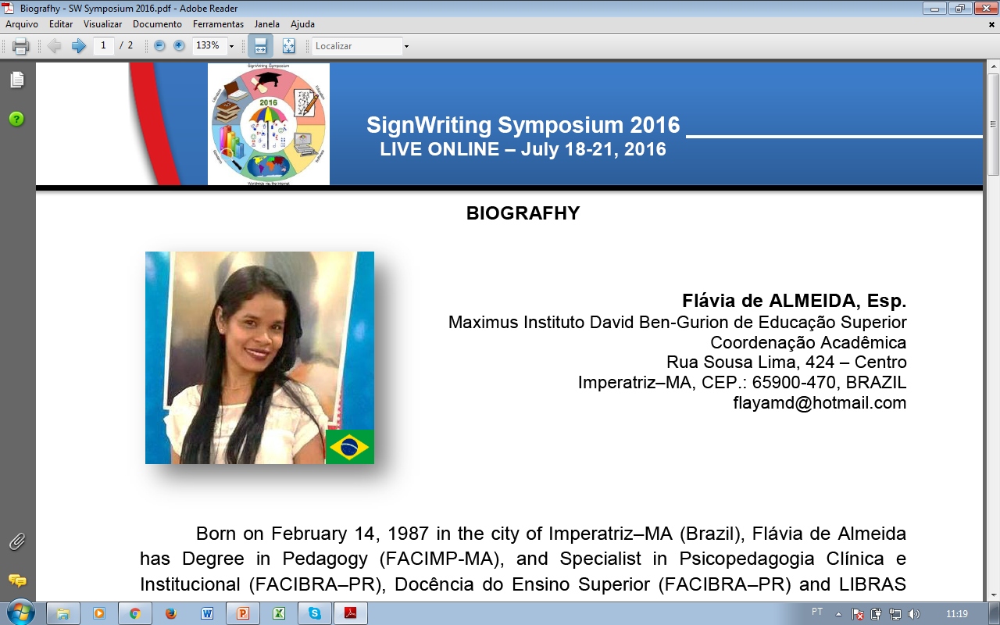 Biografhy - SW Symposium 2016.pdf - Adobe Reader
Arquivo Editar Visualizar Documento Ferramentas Janela Ajuda
1 / 2 133% Localizar
SignWriting Symposium
2016
Worldwide via the Internet
SignWriting Symposium 2016
LIVE ONLINE – July 18-21, 2016
BIOGRAFHY
Flávia de ALMEIDA, Esp.
Maximus Instituto David Ben-Gurion de Educação Superior
Coordenação Acadêmica
Rua Sousa Lima, 424 – Centro
Imperatriz–MA, CEP.: 65900-470, BRAZIL
flayamd@hotmail.com
Born on February 14, 1987 in the city of Imperatriz–MA (Brazil), Flávia de Almeida
has Degree in Pedagogy (FACIMP-MA), and Specialist in Psicopedagogia Clínica e
Institucional (FACIBRA–PR), Docência do Ensino Superior (FACIBRA–PR) and LIBRAS
PT 11:19